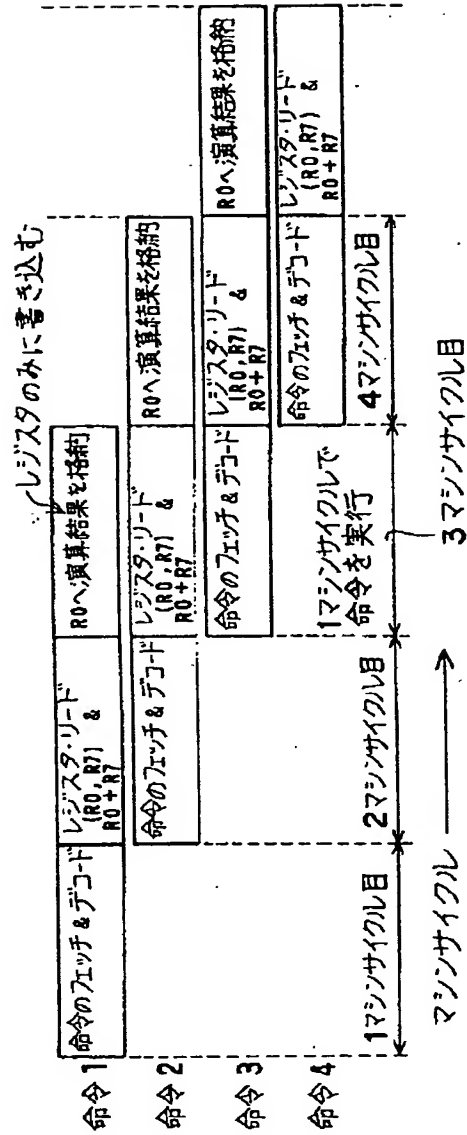 レジスタのみに書き込む
命令1
命令のフェッチ&デコード
レジスタ・リード
(R0,R7) &
R0+R7
R0へ演算結果を格納
命令2
命令のフェッチ&デコード
レジスタ・リード
(R0,R7) &
R0+R7
R0へ演算結果を格納
命令3
命令のフェッチ&デコード
レジスタ・リード
(R0,R7) &
R0+R7
R0へ演算結果を格納
命令4
命令のフェッチ&デコード
レジスタ・リード
(R0,R7) &
R0+R7
1マシンサイクルで
命令を実行
1マシンサイクル目
2マシンサイクル目
3マシンサイクル目
4マシンサイクル目
マシンサイクル